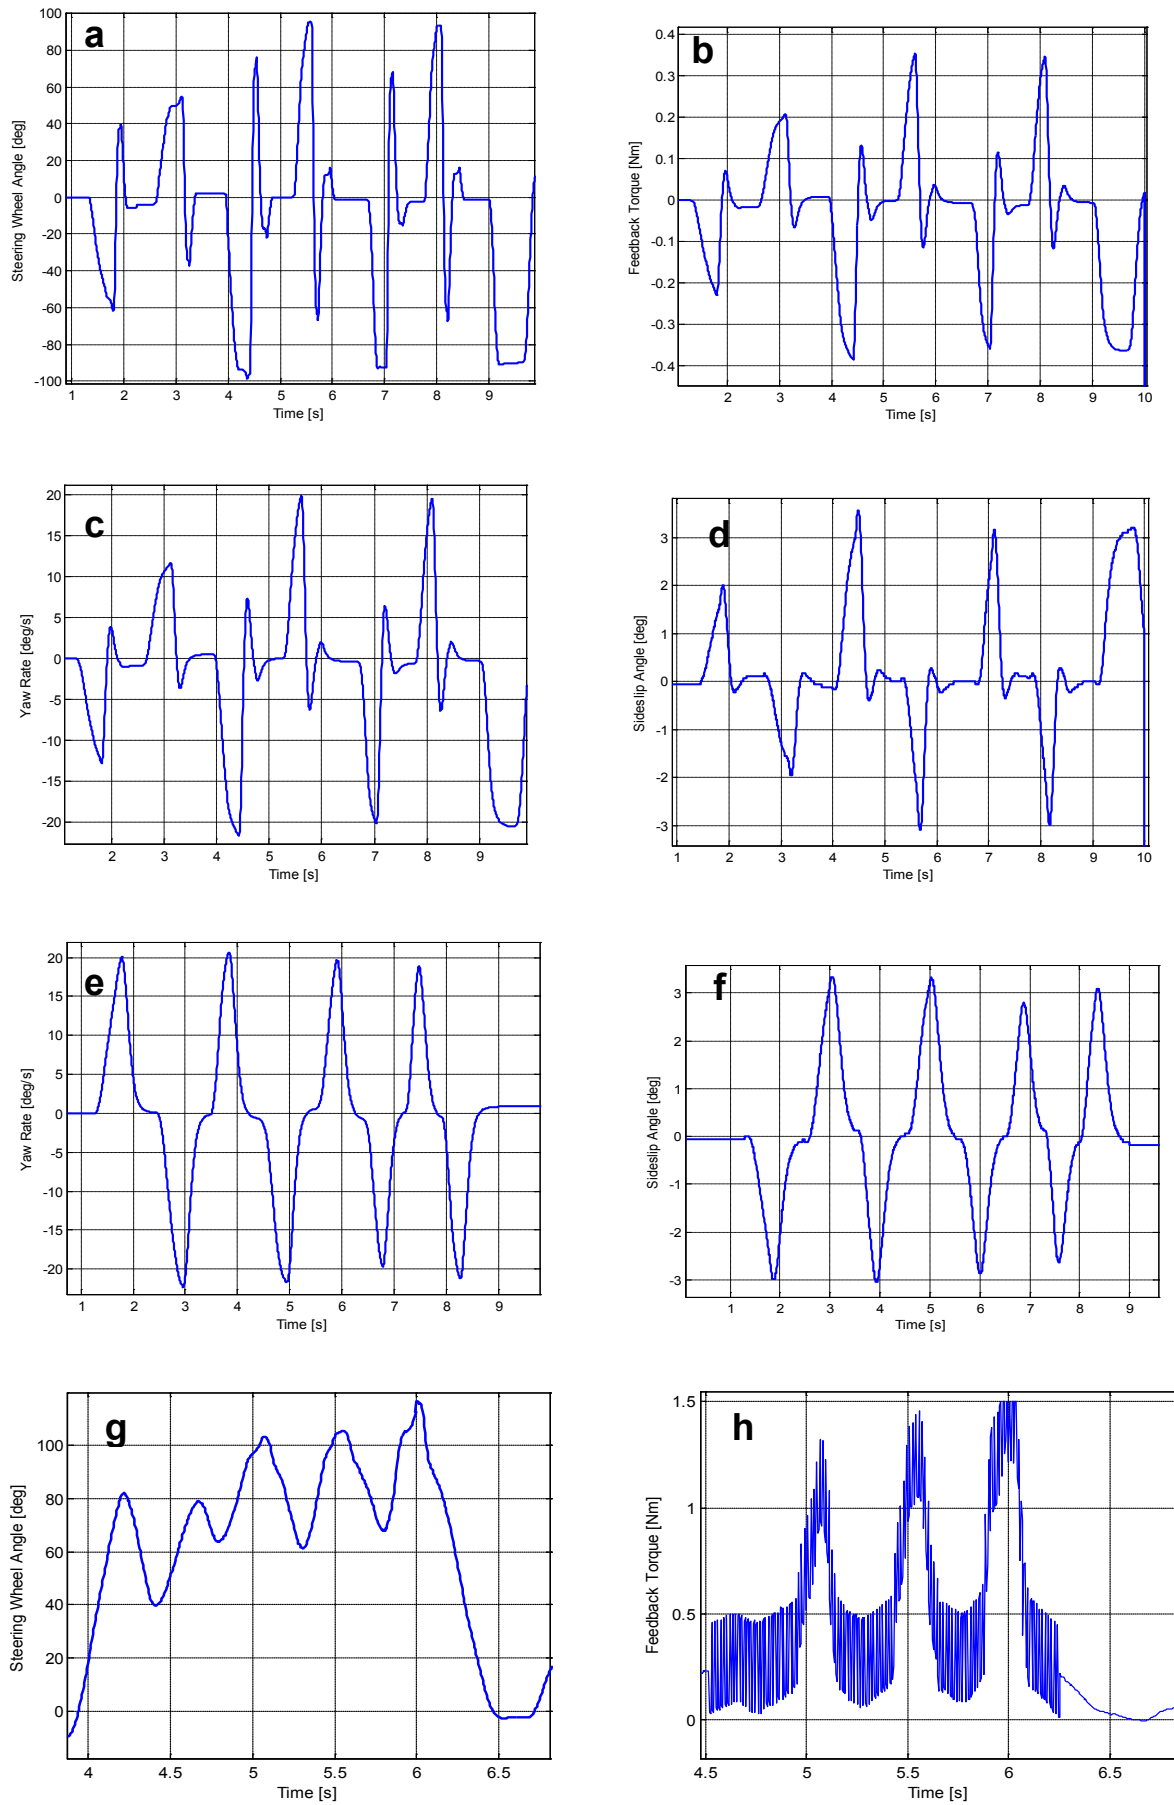 a
Steering Wheel Angle [deg]
100
80
60
40
20
0
-20
-40
-60
-80
-100
1 2 3 4 5 6 7 8 9
Time [s]
b
Feedback Torque [Nm]
0.4
0.3
0.2
0.1
0
-0.1
-0.2
-0.3
-0.4
2 3 4 5 6 7 8 9 10
Time [s]
c
Yaw Rate [deg/s]
20
15
10
5
0
-5
-10
-15
-20
2 3 4 5 6 7 8 9
Time [s]
d
Sideslip Angle [deg]
3
2
1
0
-1
-2
-3
1 2 3 4 5 6 7 8 9 10
Time [s]
e
Yaw Rate [deg/s]
20
15
10
5
0
-5
-10
-15
-20
1 2 3 4 5 6 7 8 9
Time [s]
f
Sideslip Angle [deg]
3
2
1
0
-1
-2
-3
1 2 3 4 5 6 7 8 9
Time [s]
g
Steering Wheel Angle [deg]
100
80
60
40
20
0
4 4.5 5 5.5 6 6.5
Time [s]
h
Feedback Torque [Nm]
1.5
1
0.5
0
4.5 5 5.5 6 6.5
Time [s]